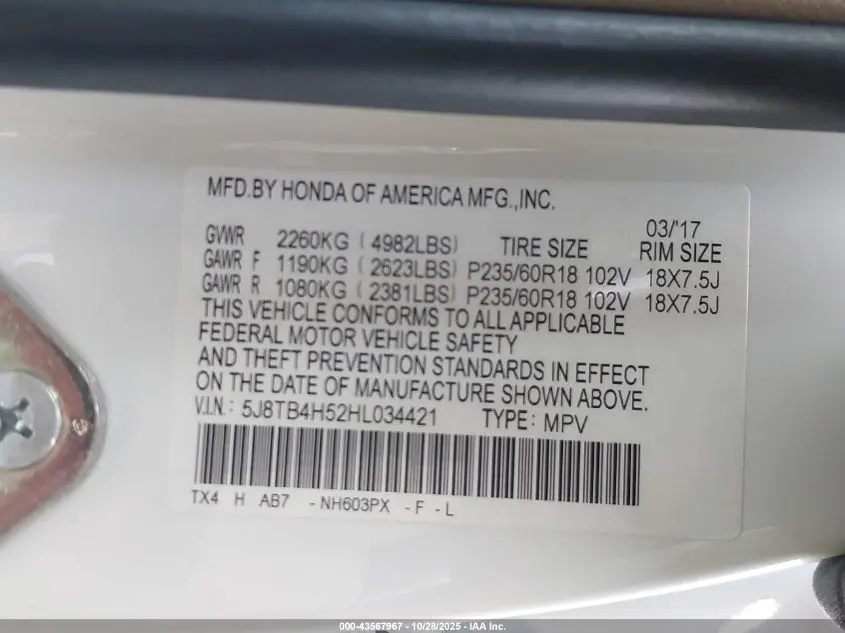 MFD.BY HONDA OF AMERICA MFG.,INC.
03/'17
GVWR 2260KG ( 4982LBS) TIRE SIZE RIM SIZE
GAWR F 1190KG ( 2623LBS) P235/60R18 102V 18X7.5J
GAWR R 1080KG ( 2381LBS) P235/60R18 102V 18X7.5J
THIS VEHICLE CONFORMS TO ALL APPLICABLE
FEDERAL MOTOR VEHICLE SAFETY
AND THEFT PREVENTION STANDARDS IN EFFECT
ON THE DATE OF MANUFACTURE SHOWN ABOVE.
V.I.N.: 5J8TB4H52HL034421 TYPE: MPV
TX4 H AB7 -NH603PX -F -L
000-43567967 - 10/28/2025 - IAA Inc.